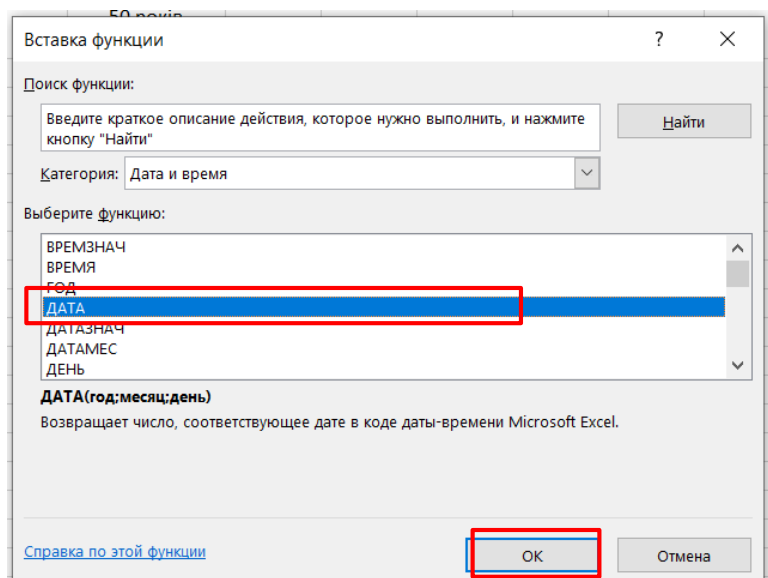 50 років
Вставка функции
?
Поиск функции:
Введите краткое описание действия, которое нужно выполнить, и нажмите
кнопку "Найти"
Найти
Категория: Дата и время
Выберите функцию:
ВРЕМЗНАЧ
ВРЕМЯ
ГОД
ДАТА
ДАТАЗНАЧ
ДАТАМЕС
ДЕНЬ
ДАТА(год;месяц;день)
Возвращает число, соответствующее дате в коде даты-времени Microsoft Excel.
Справка по этой функции
ОК
Отмена